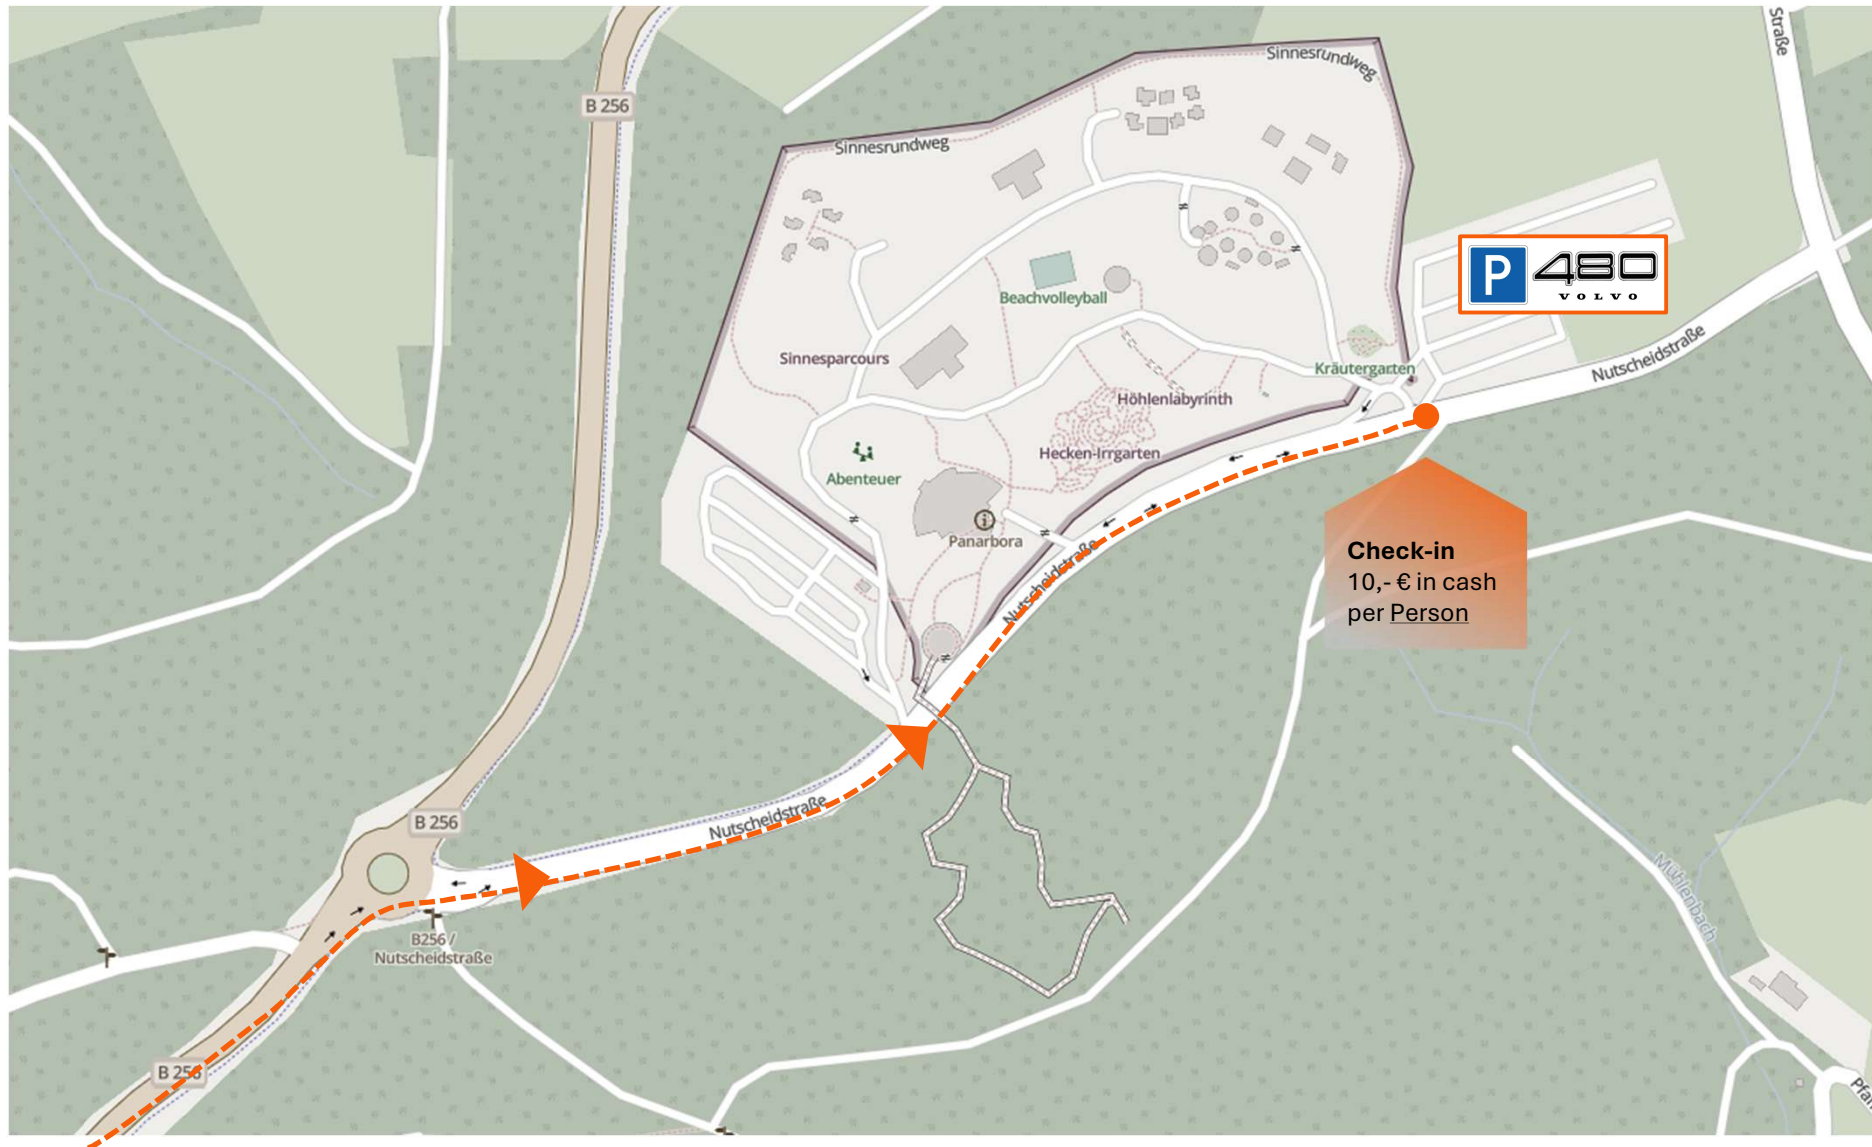 Straße
B 256
Sinnesrundweg
Sinnesrundweg
P 480
VOLVO
Beachvolleyball
Nutscheidstraße
Sinnesparcours
Kräutergarten
Höhlenlabyrinth
Hecken-Irrgarten
Abenteuer
Panarbora
Nutscheidstraße
Check-in
10,- € in cash
per Person
Nutscheidstraße
B 256
B256 /
Nutscheidstraße
Mühlenbach
B 256